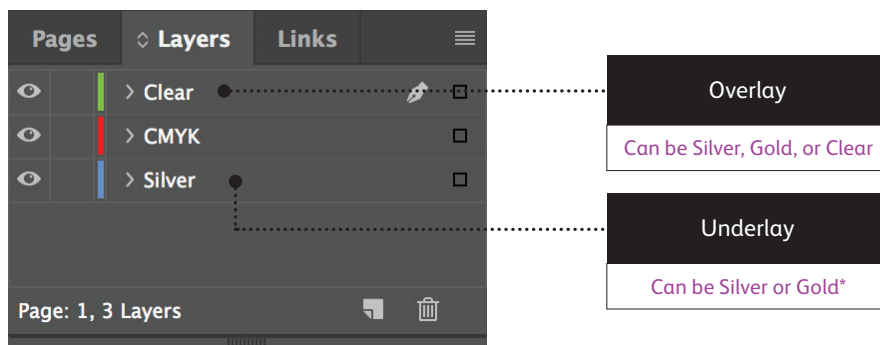 Pages Layers Links
Clear
CMYK
Silver
Page: 1, 3 Layers
Overlay
Can be Silver, Gold, or Clear
Underlay
Can be Silver or Gold*